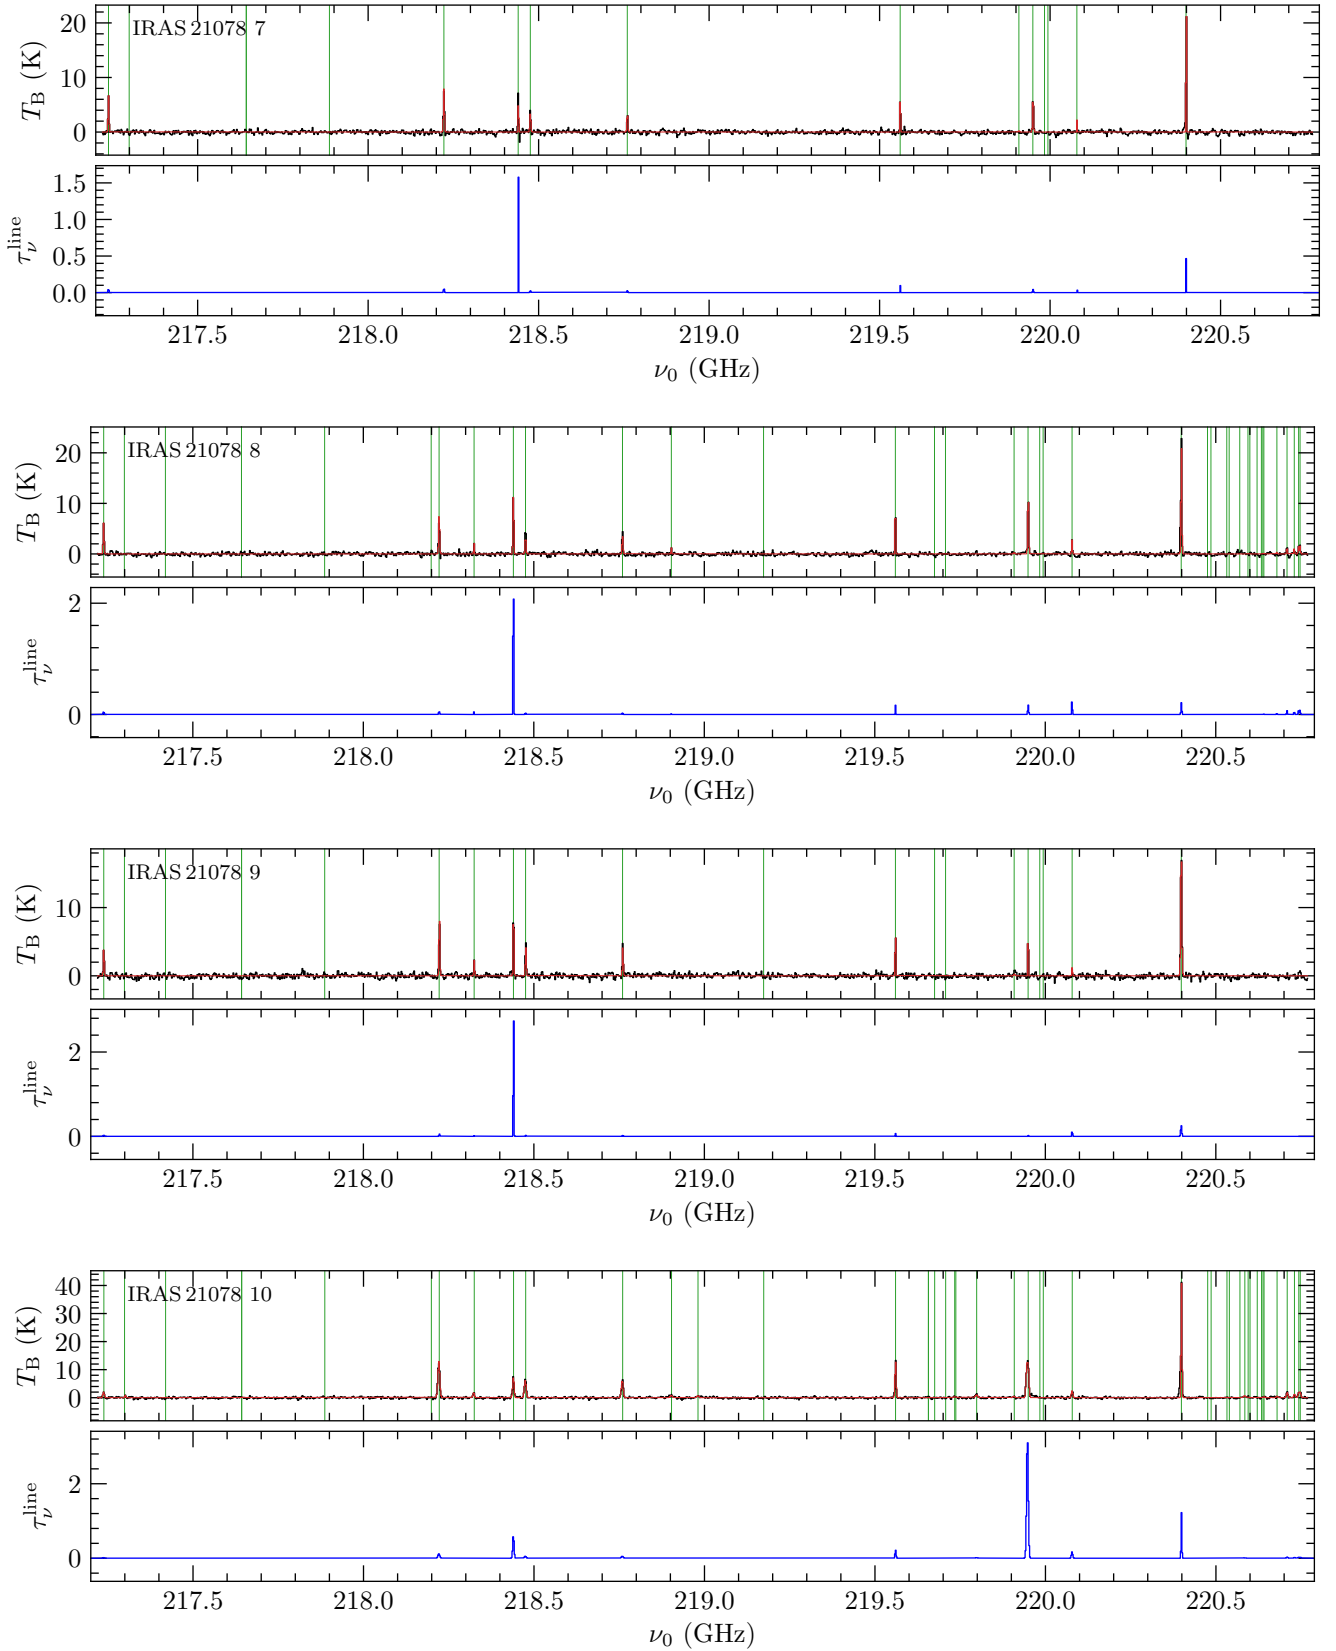 IRAS 21078 7
T_B (K)
20
10
0
τ_ν^line
1.5
1.0
0.5
0.0
217.5 218.0 218.5 219.0 219.5 220.0 220.5
ν₀ (GHz)
IRAS 21078 8
T_B (K)
20
10
0
τ_ν^line
2
0
217.5 218.0 218.5 219.0 219.5 220.0 220.5
ν₀ (GHz)
IRAS 21078 9
T_B (K)
10
0
τ_ν^line
2
0
217.5 218.0 218.5 219.0 219.5 220.0 220.5
ν₀ (GHz)
IRAS 21078 10
T_B (K)
40
30
20
10
0
τ_ν^line
2
0
217.5 218.0 218.5 219.0 219.5 220.0 220.5
ν₀ (GHz)